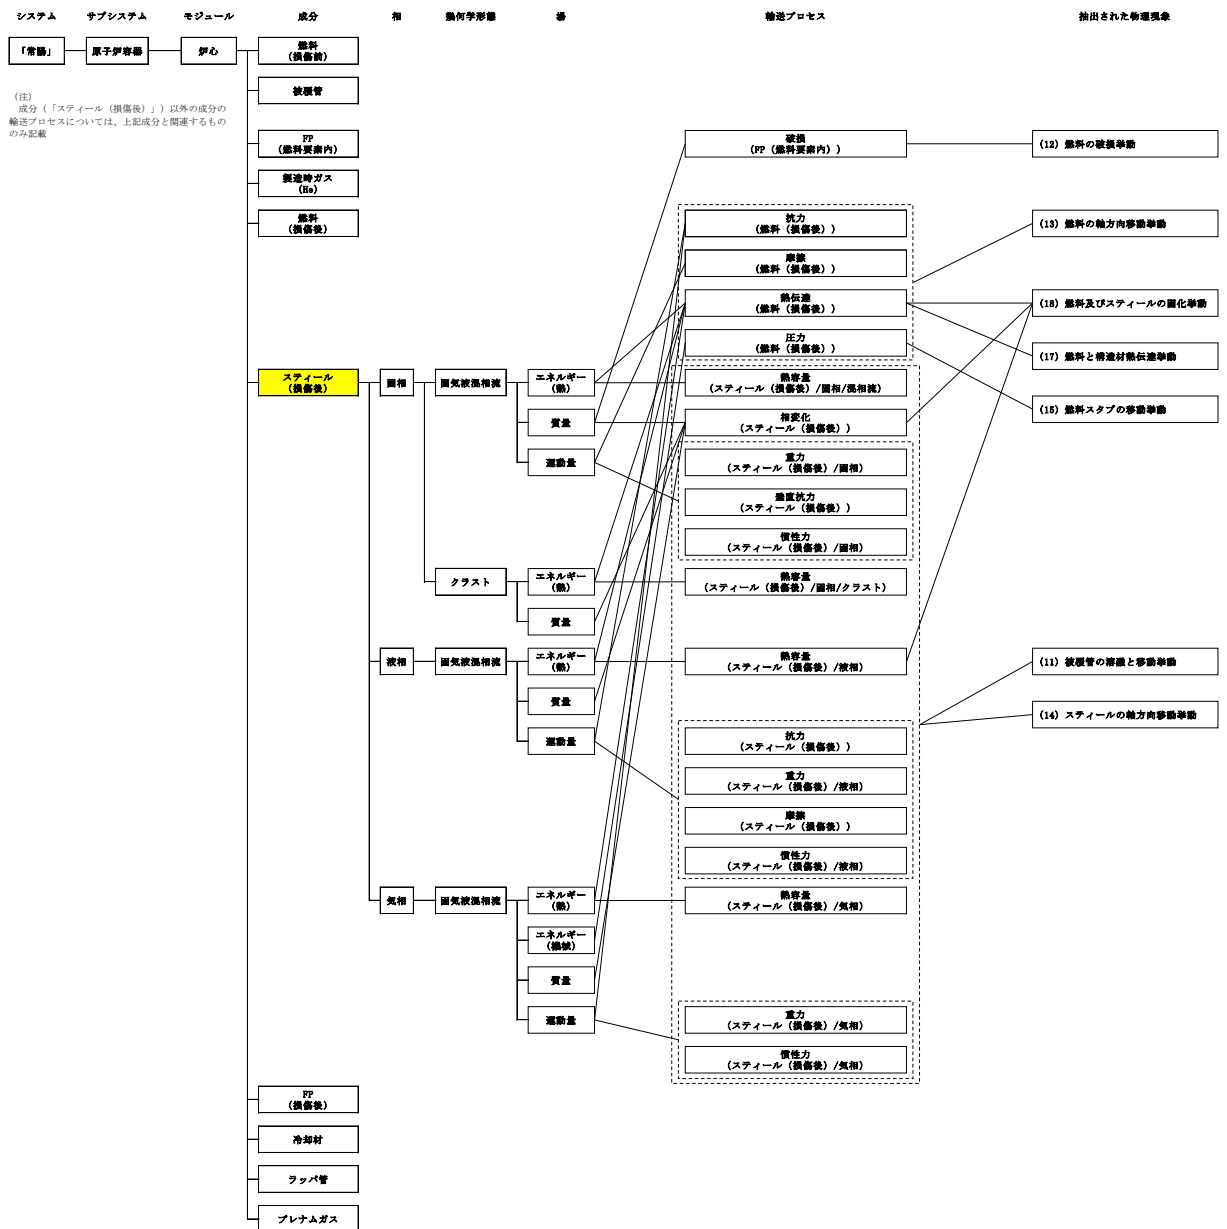 システム サブシステム モジュール 成分 相 幾何学形態 場 輸送プロセス 抽出された物理現象
「常陽」 原子炉容器 炉心 燃料
(損傷前)
(注)
成分(「スティール(損傷後)」)以外の成分の
輸送プロセスについては、上記成分と関連するもの
のみ記載
被覆管
FP
(燃料要素内)
製造時ガス
(He)
燃料
(損傷後)
スティール
(損傷後)
FP
(損傷後)
冷却材
ラッパ管
プレナムガス
固相
液相
気相
固気液混相流
クラスト
固気液混相流
固気液混相流
エネルギー
(熱)
質量
運動量
エネルギー
(熱)
質量
エネルギー
(熱)
質量
運動量
エネルギー
(熱)
エネルギー
(機械)
質量
運動量
破損
(FP(燃料要素内))
抗力
(燃料(損傷後))
摩擦
(燃料(損傷後))
熱伝達
(燃料(損傷後))
圧力
(燃料(損傷後))
熱容量
(スティール(損傷後)/固相/混相流)
相変化
(スティール(損傷後))
重力
(スティール(損傷後)/固相)
垂直抗力
(スティール(損傷後))
慣性力
(スティール(損傷後)/固相)
熱容量
(スティール(損傷後)/固相/クラスト)
熱容量
(スティール(損傷後)/液相)
抗力
(スティール(損傷後))
重力
(スティール(損傷後)/液相)
摩擦
(スティール(損傷後))
慣性力
(スティール(損傷後)/液相)
熱容量
(スティール(損傷後)/気相)
重力
(スティール(損傷後)/気相)
慣性力
(スティール(損傷後)/気相)
(12) 燃料の破損挙動
(13) 燃料の軸方向移動挙動
(18) 燃料及びスティールの固化挙動
(17) 燃料と構造材熱伝達挙動
(15) 燃料スタブの移動挙動
(11) 被覆管の溶融と移動挙動
(14) スティールの軸方向移動挙動